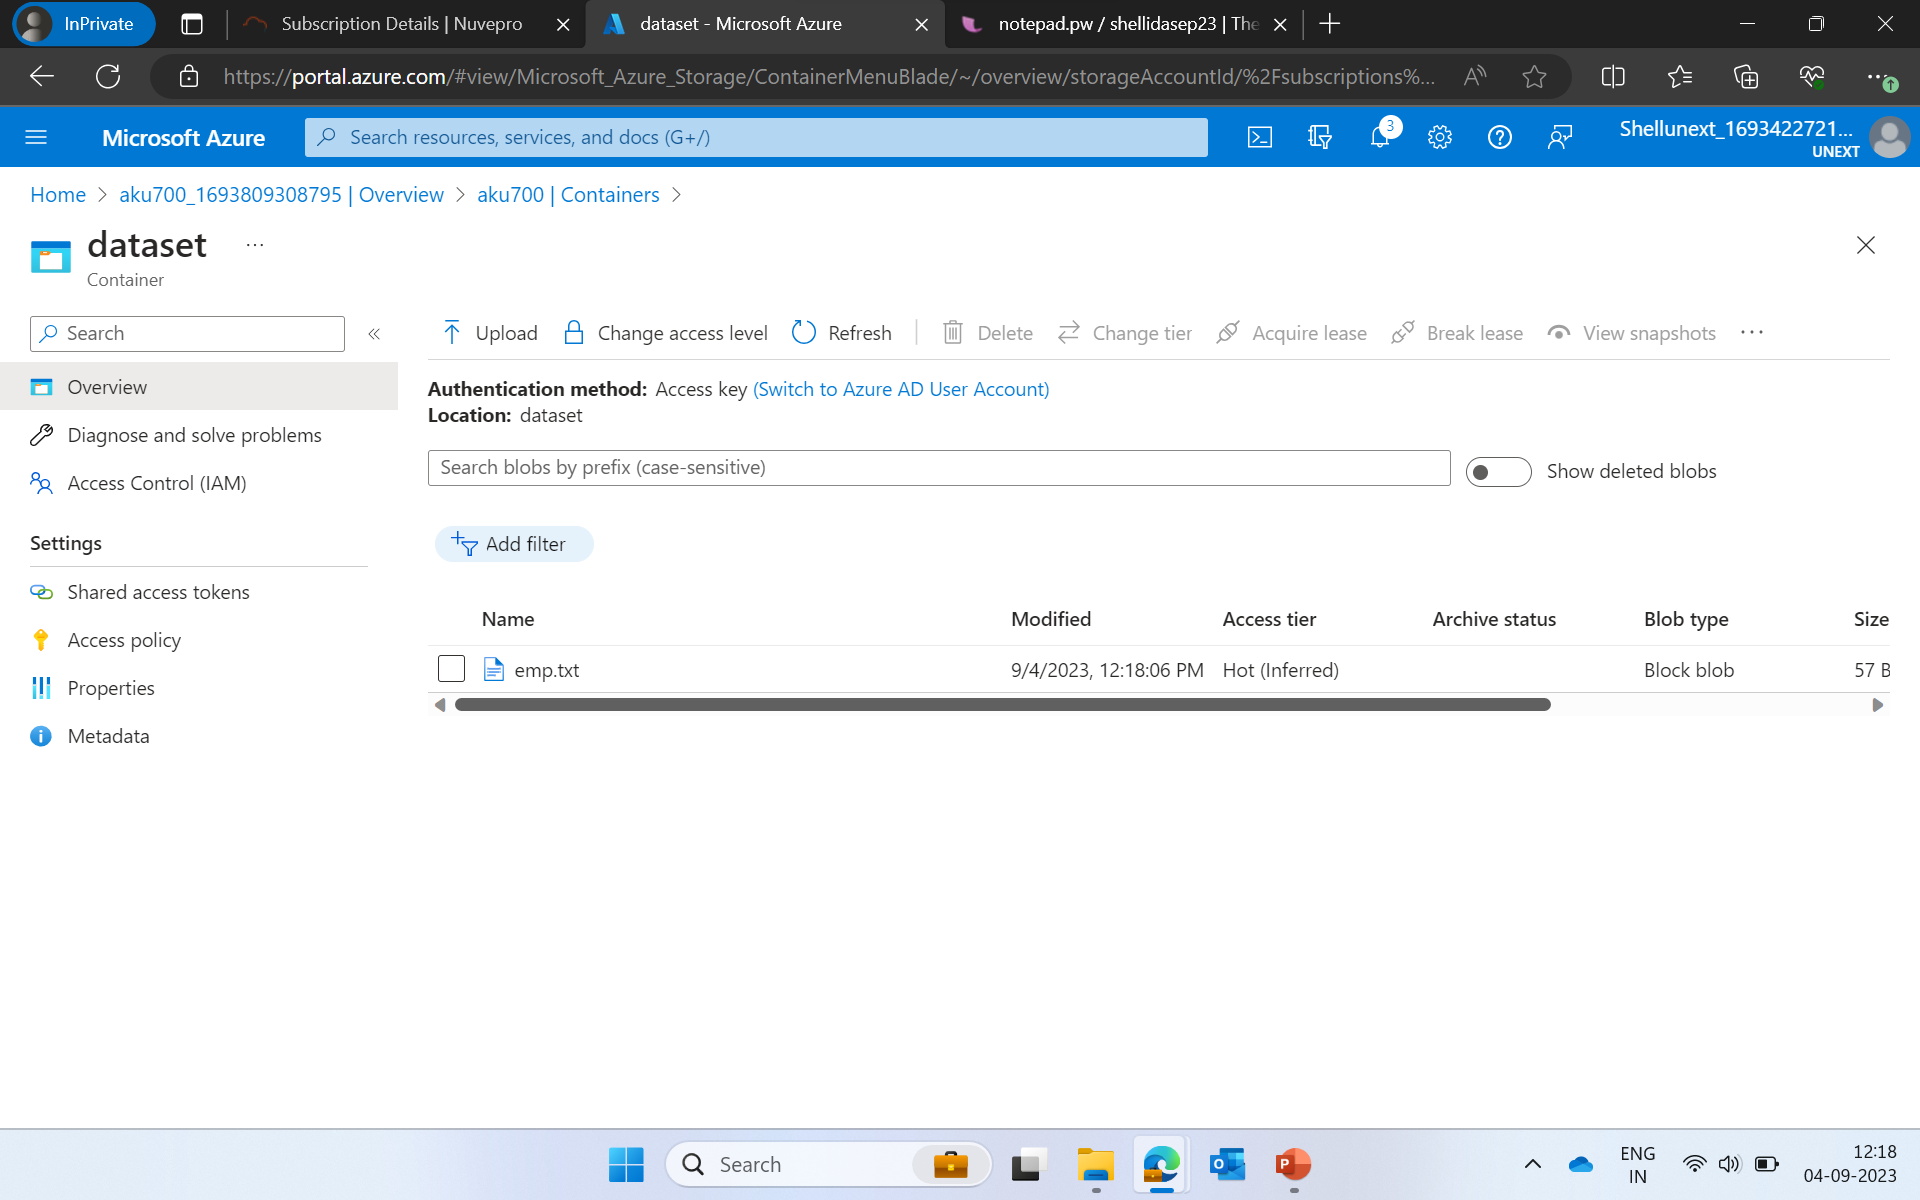 InPrivate
Subscription Details | Nuvepro
dataset - Microsoft Azure
notepad.pw / shellidasep23 | The
https://portal.azure.com/#view/Microsoft_Azure_Storage/ContainerMenuBlade/~/overview/storageAccountId/%2Fsubscriptions%...
Microsoft Azure
Search resources, services, and docs (G+/)
3
Shellunext_1693422721...
UNEXT
Home > aku700_1693809308795 | Overview > aku700 | Containers >
dataset ...
Container
Search
«
Upload
Change access level
Refresh
Delete
Change tier
Acquire lease
Break lease
View snapshots
...
Overview
Diagnose and solve problems
Access Control (IAM)
Settings
Shared access tokens
Access policy
Properties
Metadata
Authentication method: Access key (Switch to Azure AD User Account)
Location: dataset
Search blobs by prefix (case-sensitive)
Show deleted blobs
Add filter
Name Modified Access tier Archive status Blob type Size
emp.txt 9/4/2023, 12:18:06 PM Hot (Inferred) Block blob 57 B
Search
ENG
IN
12:18
04-09-2023